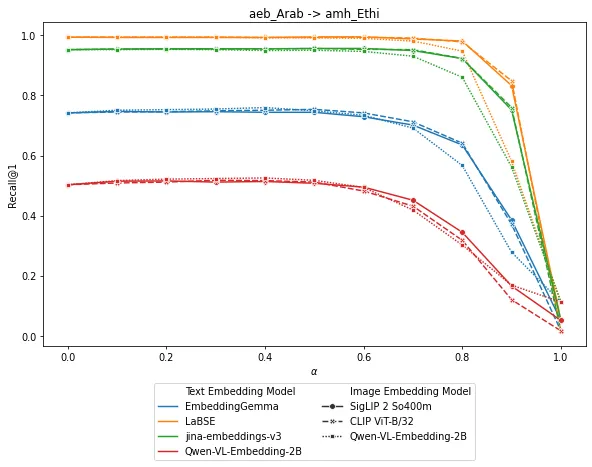 aeb_Arab -> amh_Ethi
Recall@1
1.0
0.8
0.6
0.4
0.2
0.0
0.0 0.2 0.4 0.6 0.8 1.0
α
Text Embedding Model
EmbeddingGemma
LaBSE
jina-embeddings-v3
Qwen-VL-Embedding-2B
Image Embedding Model
SigLIP 2 So400m
CLIP ViT-B/32
Qwen-VL-Embedding-2B